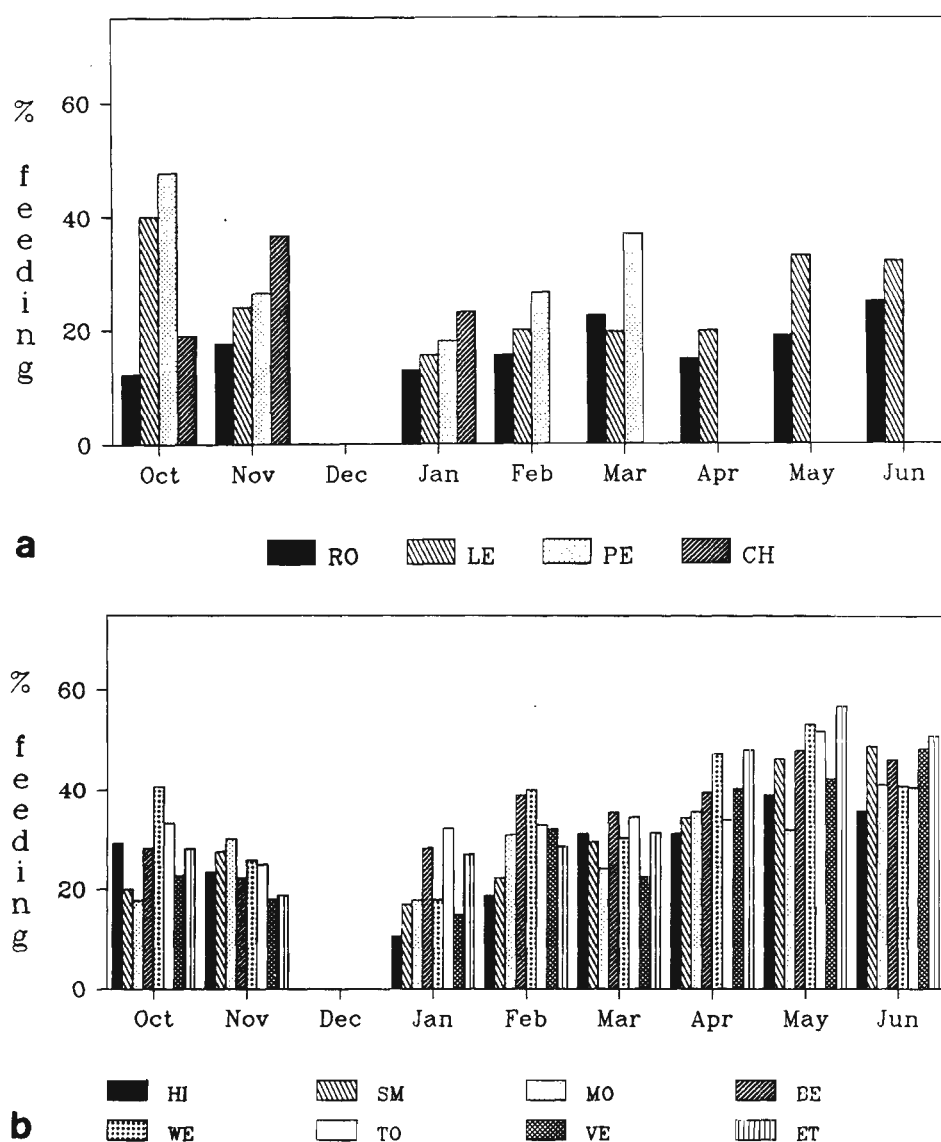 % feeding
60
40
20
0
Oct Nov Dec Jan Feb Mar Apr May Jun
a
RO LE PE CH
% feeding
60
40
20
0
Oct Nov Dec Jan Feb Mar Apr May Jun
HI SM MO BE
b
WE TO VE ET